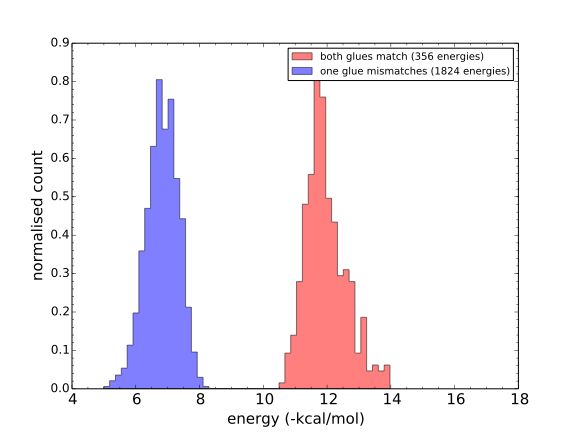 0.9
0.8
0.7
0.6
0.5
0.4
0.3
0.2
0.1
0.0
normalised count
both glues match (356 energies)
one glue mismatches (1824 energies)
4 6 8 10 12 14 16 18
energy (-kcal/mol)